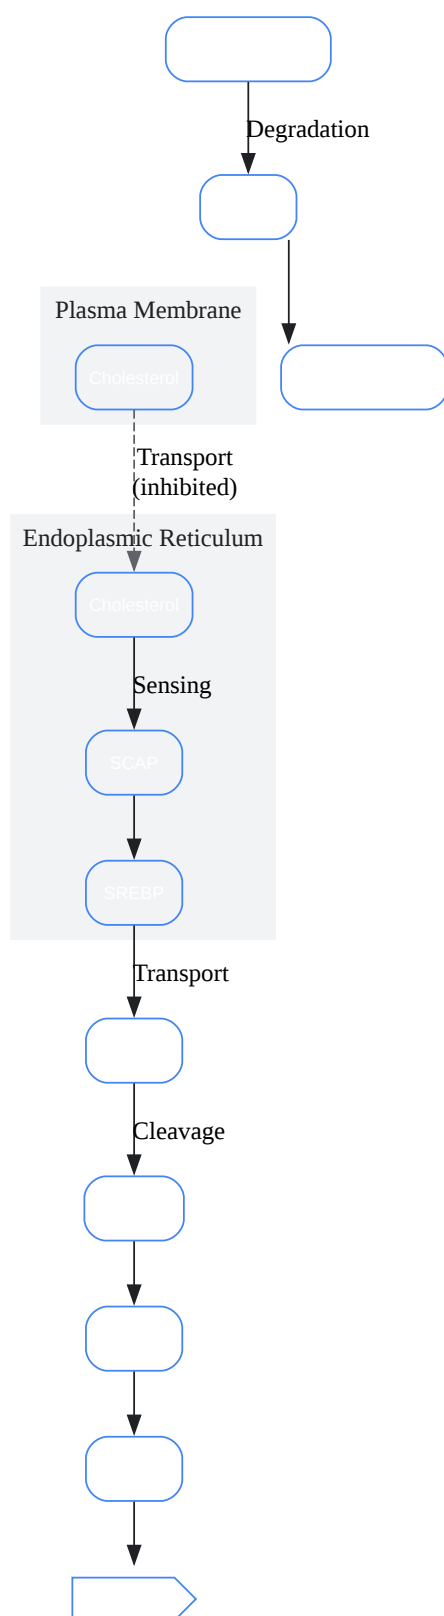 Degradation
Plasma Membrane
Cholesterol
Transport
(inhibited)
Endoplasmic Reticulum
Cholesterol
Sensing
SCAP
SREBP
Transport
Cleavage